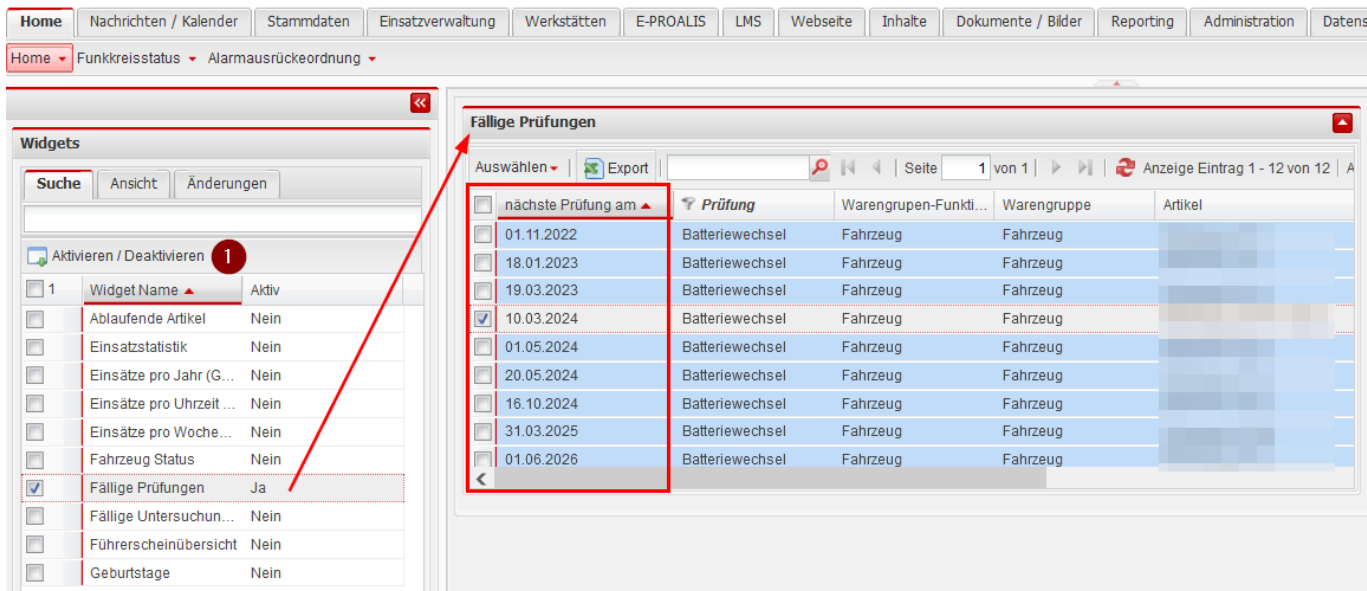 Home Nachrichten / Kalender Stammdaten Einsatzverwaltung Werkstätten E-PROALIS LMS Webseite Inhalte Dokumente / Bilder Reporting Administration Datens
Home Funkkreisstatus Alarmausrückeordnung
Widgets
Suche Ansicht Änderungen
Aktivieren / Deaktivieren 1
1 Widget Name Aktiv
Ablaufende Artikel Nein
Einsatzstatistik Nein
Einsätze pro Jahr (G... Nein
Einsätze pro Uhrzeit ... Nein
Einsätze pro Woche... Nein
Fahrzeug Status Nein
Fällige Prüfungen Ja
Fällige Untersuchun... Nein
Führerscheinübersicht Nein
Geburtstage Nein
Fällige Prüfungen
Auswählen Export Seite 1 von 1 Anzeige Eintrag 1 - 12 von 12 A
nächste Prüfung am Prüfung Warengrupen-Funkti... Warengruppe Artikel
01.11.2022 Batteriewechsel Fahrzeug Fahrzeug
18.01.2023 Batteriewechsel Fahrzeug Fahrzeug
19.03.2023 Batteriewechsel Fahrzeug Fahrzeug
10.03.2024 Batteriewechsel Fahrzeug Fahrzeug
01.05.2024 Batteriewechsel Fahrzeug Fahrzeug
20.05.2024 Batteriewechsel Fahrzeug Fahrzeug
16.10.2024 Batteriewechsel Fahrzeug Fahrzeug
31.03.2025 Batteriewechsel Fahrzeug Fahrzeug
01.06.2026 Batteriewechsel Fahrzeug Fahrzeug